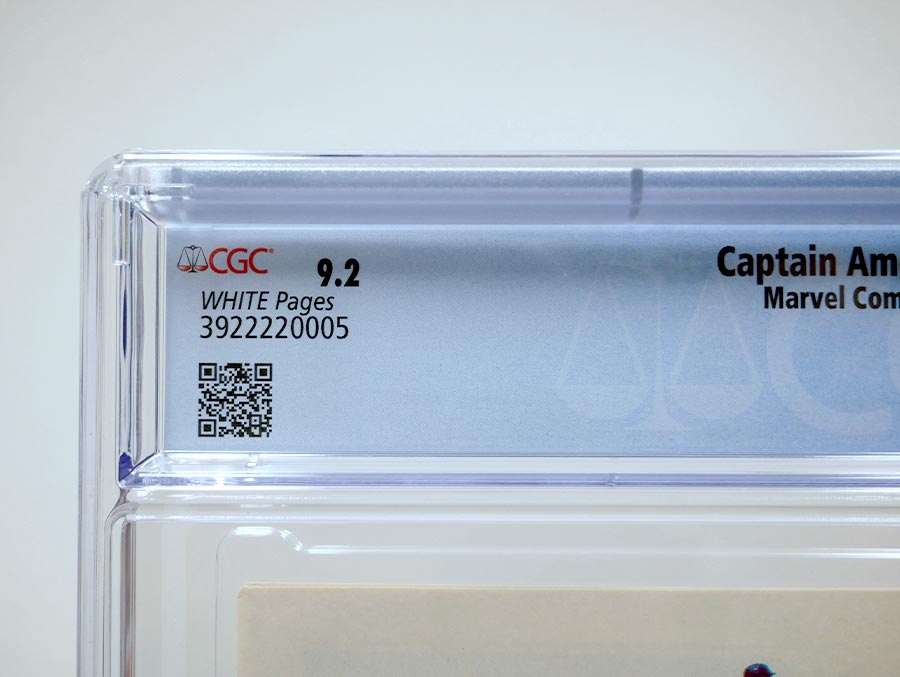 CGC® 9.2
WHITE Pages
3922220005
Captain Am
Marvel Com